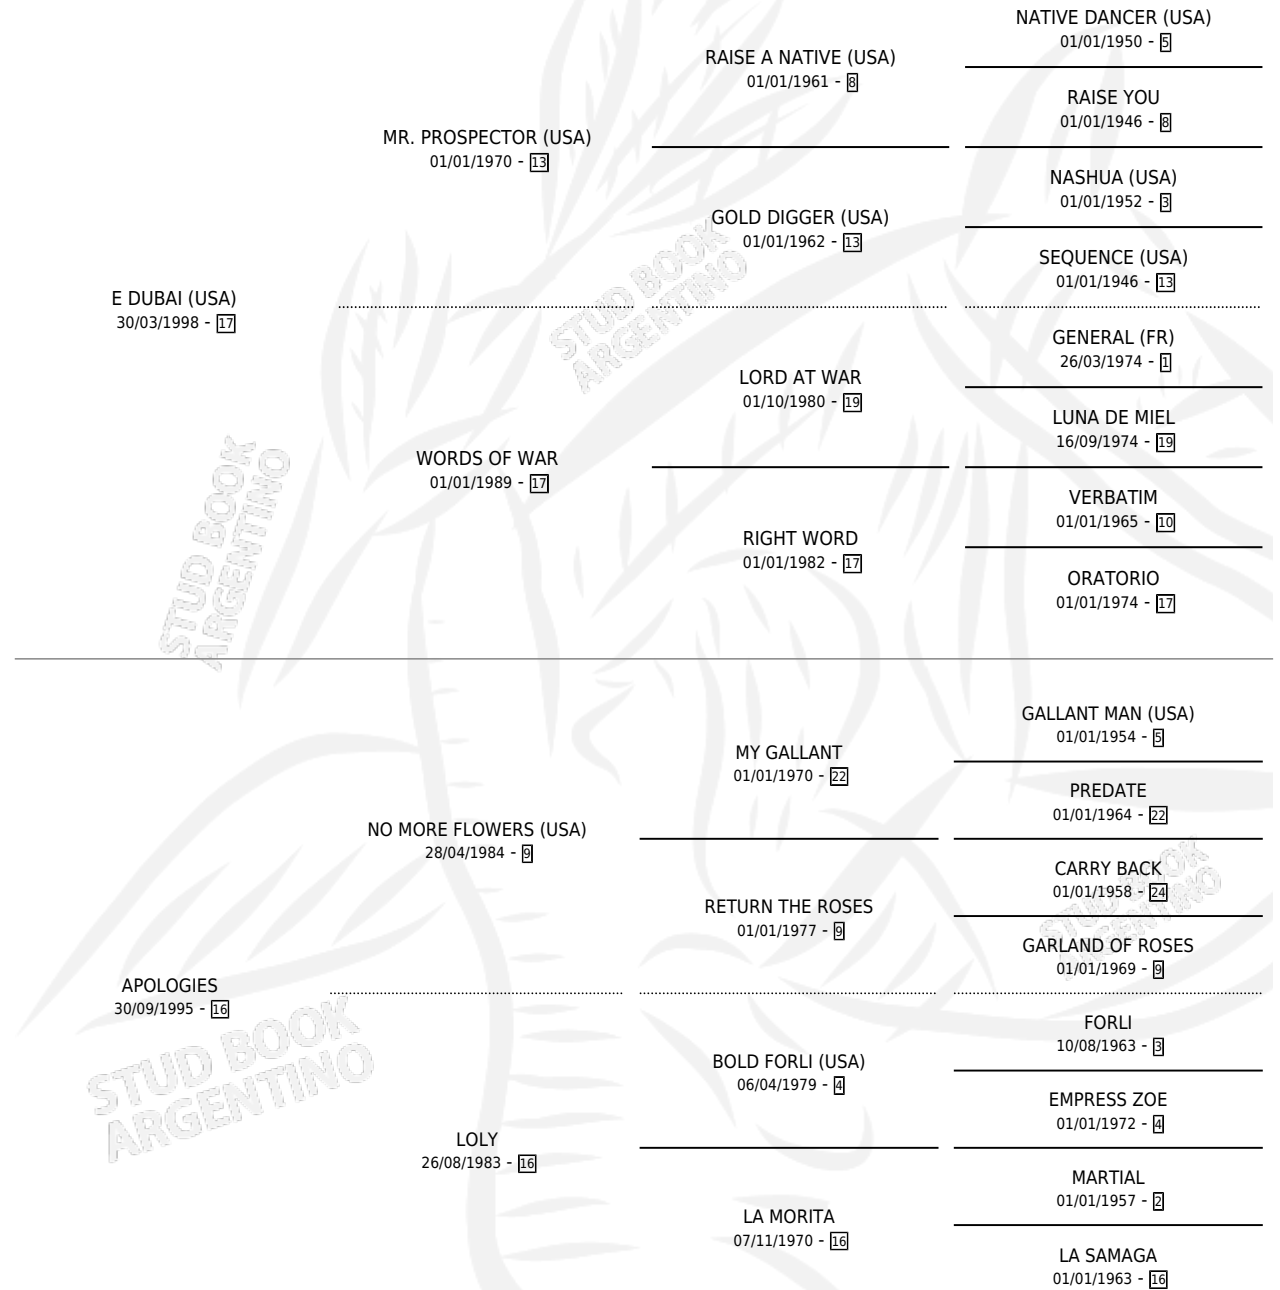 NATIVE DANCER (USA)
01/01/1950 - 5
RAISE A NATIVE (USA)
01/01/1961 - 8
RAISE YOU
01/01/1946 - 8
MR. PROSPECTOR (USA)
01/01/1970 - 13
NASHUA (USA)
01/01/1952 - 3
GOLD DIGGER (USA)
01/01/1962 - 13
SEQUENCE (USA)
01/01/1946 - 13
E DUBAI (USA)
30/03/1998 - 17
STUD BOOK
ARGENTINO
GENERAL (FR)
26/03/1974 - 1
LORD AT WAR
01/10/1980 - 19
LUNA DE MIEL
16/09/1974 - 19
WORDS OF WAR
01/01/1989 - 17
VERBATIM
01/01/1965 - 10
RIGHT WORD
01/01/1982 - 17
ORATORIO
01/01/1974 - 17
STUD BOOK
ARGENTINO
GALLANT MAN (USA)
01/01/1954 - 5
MY GALLANT
01/01/1970 - 22
PREDATE
01/01/1964 - 22
NO MORE FLOWERS (USA)
28/04/1984 - 9
CARRY BACK
01/01/1958 - 24
STUD BOOK
ARGENTINO
RETURN THE ROSES
01/01/1977 - 9
GARLAND OF ROSES
01/01/1969 - 9
APOLOGIES
30/09/1995 - 16
STUD BOOK
ARGENTINO
FORLI
10/08/1963 - 3
BOLD FORLI (USA)
06/04/1979 - 4
EMPRESS ZOE
01/01/1972 - 4
LOLY
26/08/1983 - 16
MARTIAL
01/01/1957 - 2
LA MORITA
07/11/1970 - 16
LA SAMAGA
01/01/1963 - 16